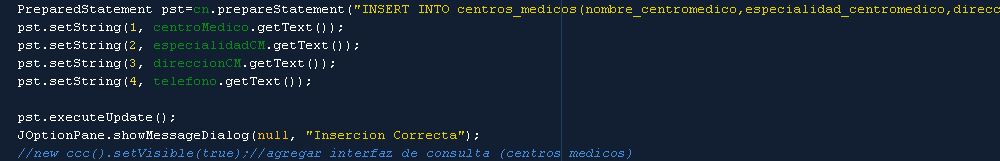 PreparedStatement pst=cn.prepareStatement("INSERT INTO centros_medicos(nombre_centromedico,especialidad_centromedico,direcc
pst.setString(1, centroMedico.getText());
pst.setString(2, especialidadCM.getText());
pst.setString(3, direccionCM.getText());
pst.setString(4, telefono.getText());
pst.executeUpdate();
JOptionPane.showMessageDialog(null, "Insercion Correcta");
//new ccc().setVisible(true);//agregar interfaz de consulta (centros medicos)